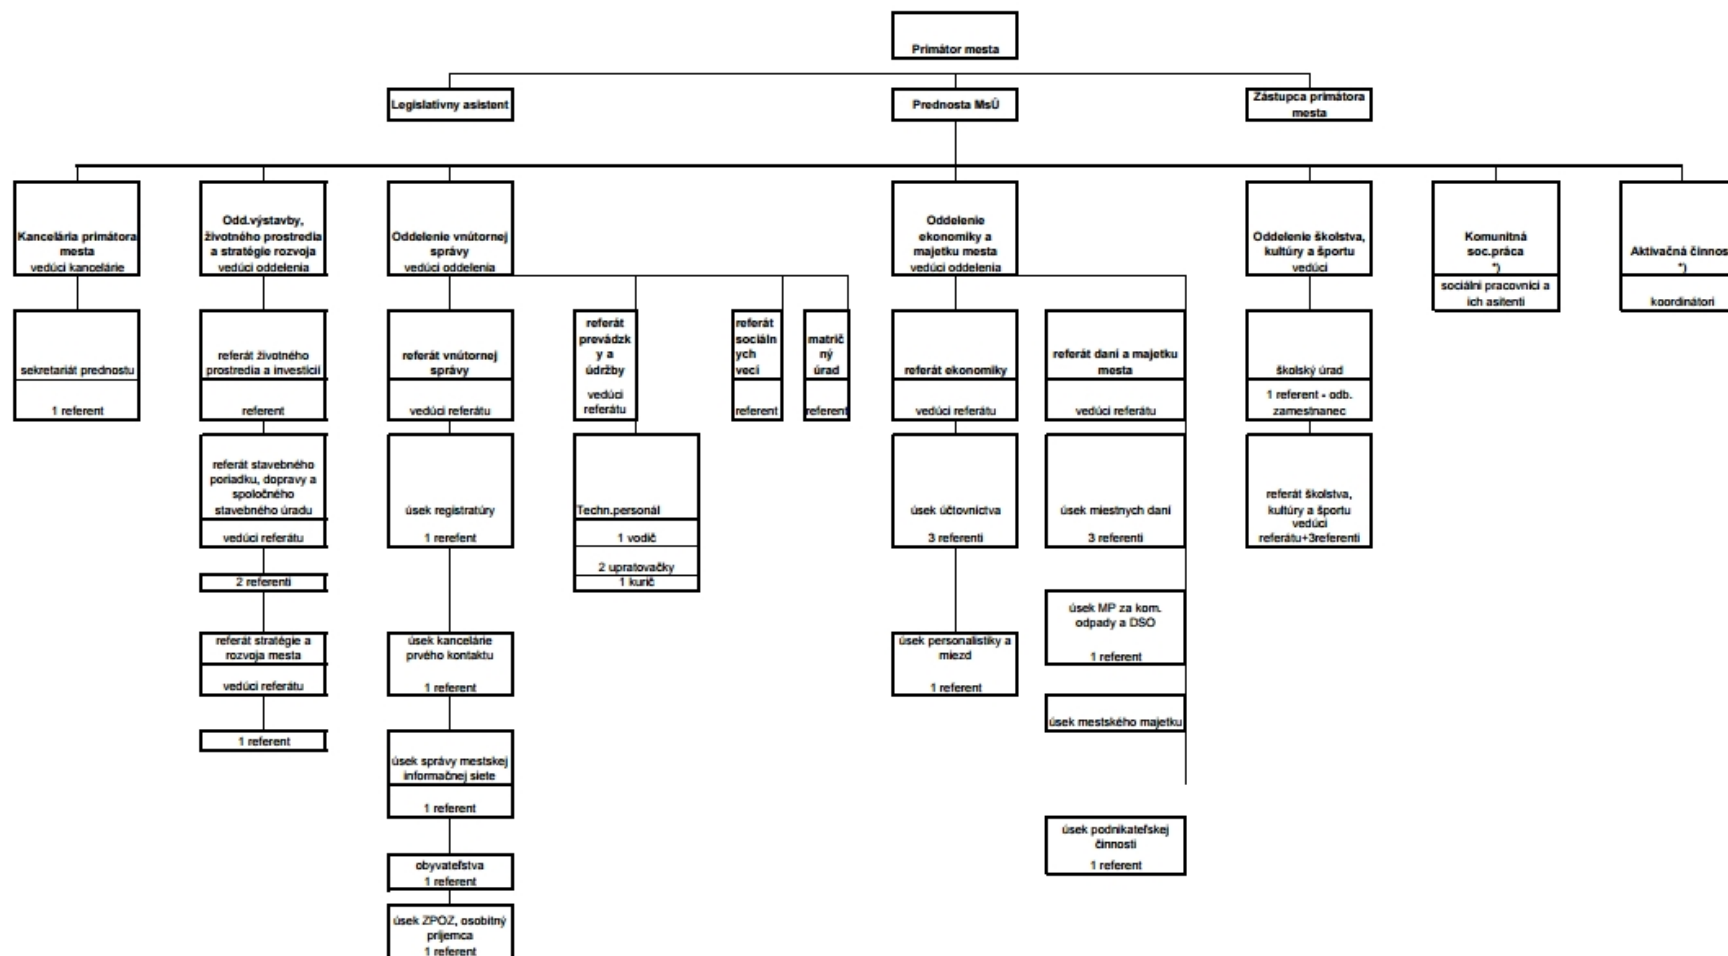 Primátor mesta
Legislatívny asistent
Prednosta MsÚ
Zástupca primátora
mesta
Kancelária primátora
mesta
vedúci kancelárie
Odd.výstavby,
životného prostredia
a stratégie rozvoja
vedúci oddelenia
Oddelenie vnútornej
správy
vedúci oddelenia
Oddelenie
ekonomiky a
majetku mesta
vedúci oddelenia
Oddelenie školstva,
kultúry a športu
vedúci
Komunitná
soc.práca
*)
sociálni pracovníci a
ich asitenti
Aktivačná činnos
*)
koordinátori
sekretariát prednostu
1 referent
referát životného
prostredia a investícií
referent
referát vnútornej
správy
vedúci referátu
referát
prevádzk
y a
údržby
vedúci
referátu
referát
sociáln
ych
vecí
referent
matrič
ný
úrad
referent
referát ekonomiky
vedúci referátu
referát daní a majetku
mesta
vedúci referátu
školský úrad
1 referent - odb.
zamestnanec
referát stavebného
poriadku, dopravy a
spoločného
stavebného úradu
vedúci referátu
2 referenti
referát stratégie a
rozvoja mesta
vedúci referátu
1 referent
úsek registratúry
1 rerefent
Techn.personál
1 vodič
2 upratovačky
1 kurič
úsek účtovníctva
3 referenti
úsek miestnych daní
3 referenti
referát školstva,
kultúry a športu
vedúci
referátu+3referenti
úsek kancelárie
prvého kontaktu
1 referent
úsek personalistiky a
miezd
1 referent
úsek MP za kom.
odpady a DSO
1 referent
úsek mestského majetku
úsek správy mestskej
informačnej siete
1 referent
úsek podnikateľskej
činnosti
1 referent
obyvateľstva
1 referent
úsek ZPOZ, osobitný
príjemca
1 referent